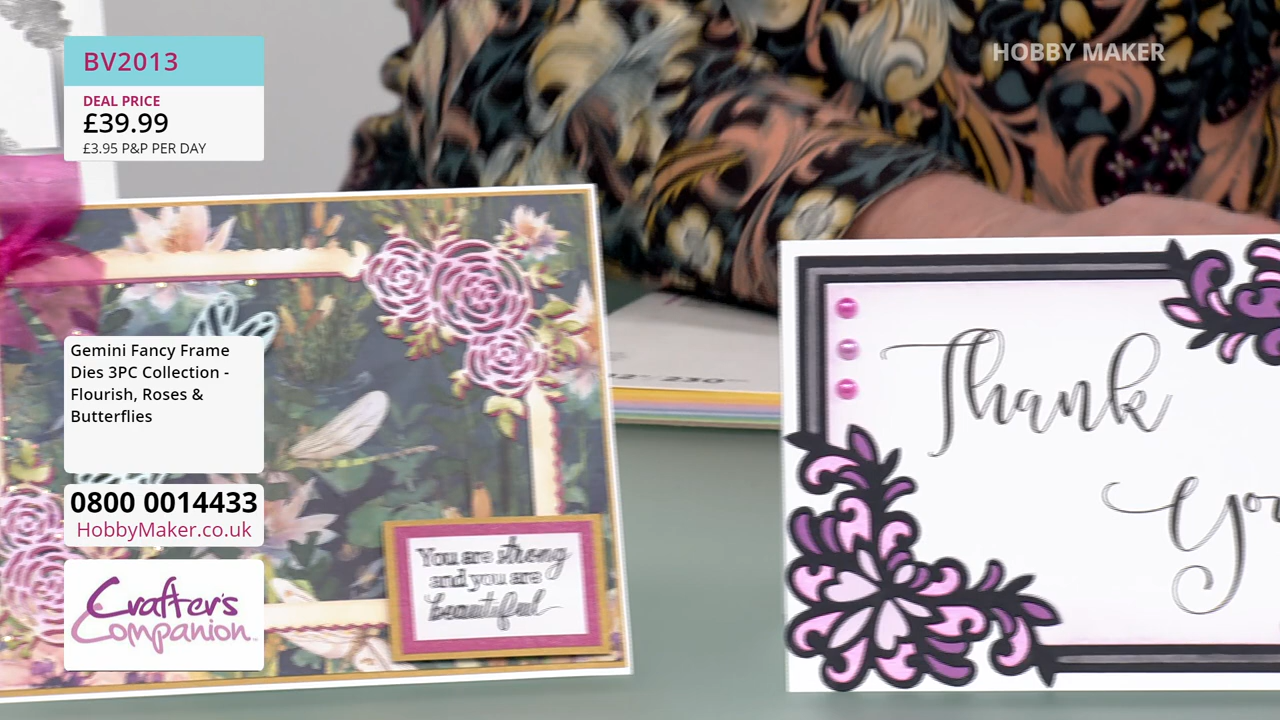 BV2013
DEAL PRICE
£39.99
£3.95 P&P PER DAY
HOBBY MAKER
Gemini Fancy Frame
Dies 3PC Collection -
Flourish, Roses &
Butterflies
0800 0014433
HobbyMaker.co.uk
Crafter's
Companion
You are strong
and you are
beautiful
Thank
You